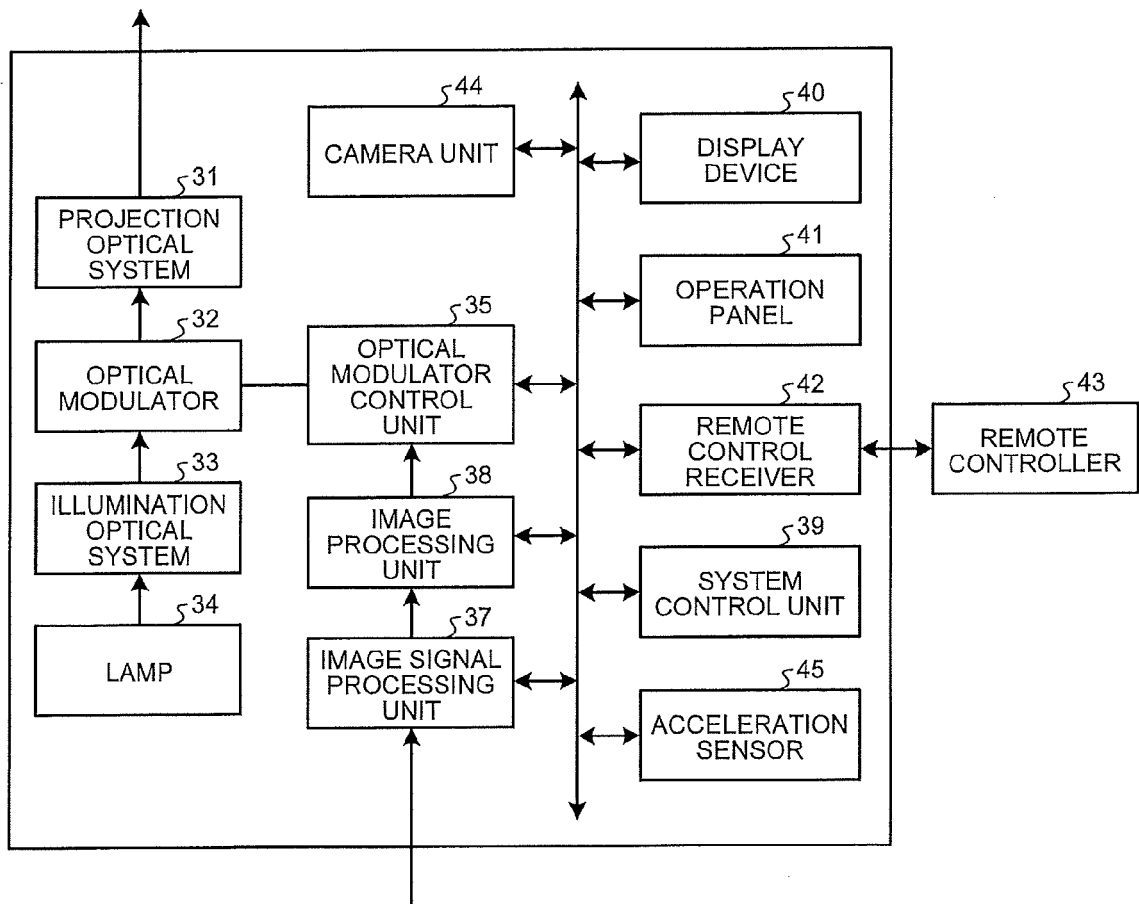 44
CAMERA UNIT
40
DISPLAY
DEVICE
31
PROJECTION
OPTICAL
SYSTEM
41
OPERATION
PANEL
32
OPTICAL
MODULATOR
35
OPTICAL
MODULATOR
CONTROL
UNIT
42
REMOTE
CONTROL
RECEIVER
43
REMOTE
CONTROLLER
33
ILLUMINATION
OPTICAL
SYSTEM
38
IMAGE
PROCESSING
UNIT
39
SYSTEM
CONTROL UNIT
34
LAMP
37
IMAGE SIGNAL
PROCESSING
UNIT
45
ACCELERATION
SENSOR